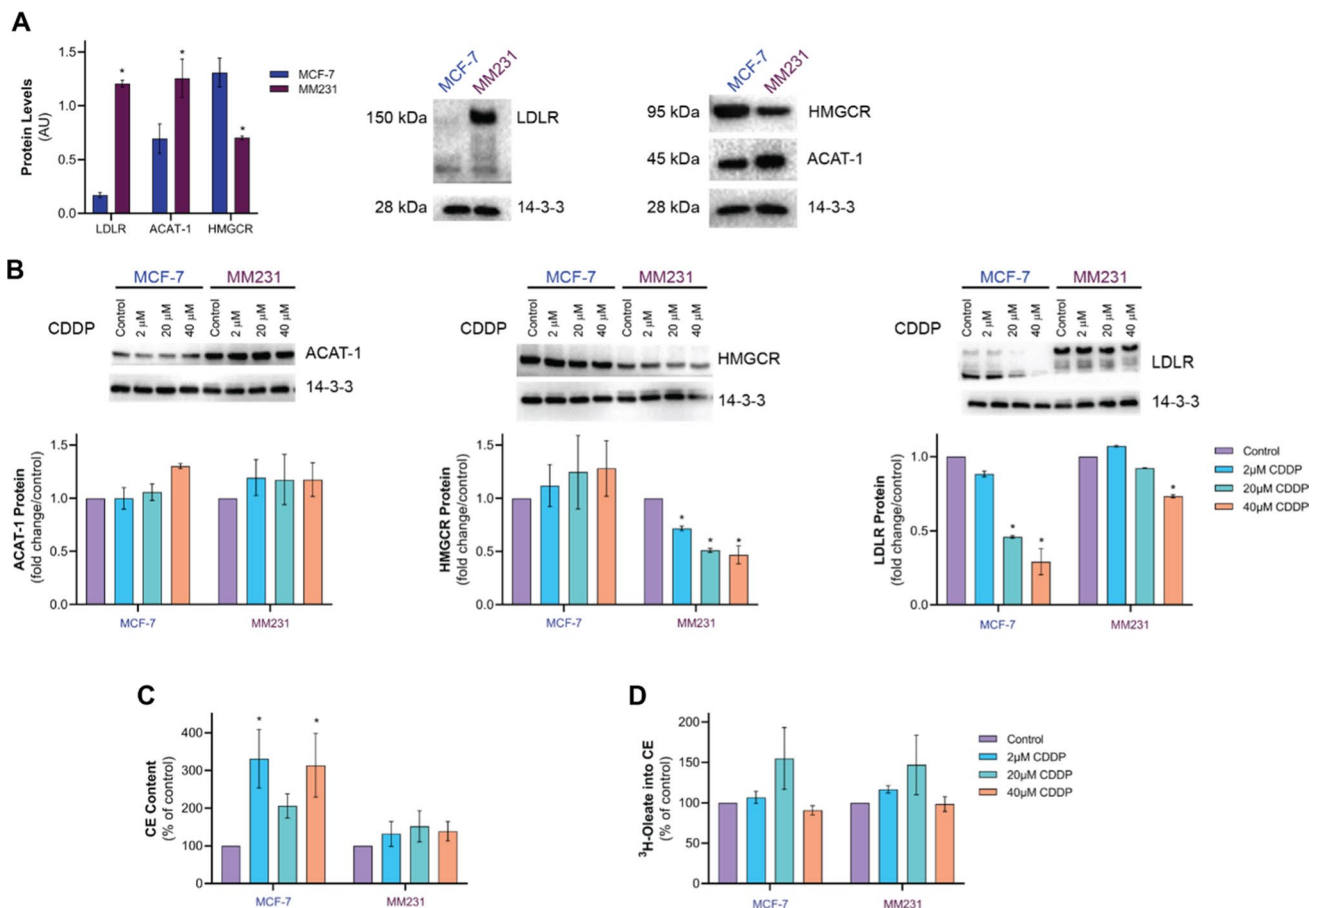 A
Protein Levels
(AU)
1.5
1.0
0.5
0.0
*
*
*
LDLR ACAT-1 HMGCR
MCF-7
MM231
MCF-7 MM231
150 kDa LDLR
28 kDa 14-3-3
MCF-7 MM231
95 kDa HMGCR
45 kDa ACAT-1
28 kDa 14-3-3
B
MCF-7 MM231
CDDP Control 2 µM 20 µM 40 µM Control 2 µM 20 µM 40 µM
ACAT-1
14-3-3
ACAT-1 Protein
(fold change/control)
1.5
1.0
0.5
0.0
MCF-7 MM231
MCF-7 MM231
CDDP Control 2 µM 20 µM 40 µM Control 2 µM 20 µM 40 µM
HMGCR
14-3-3
HMGCR Protein
(fold change/control)
1.5
1.0
0.5
0.0
*
*
*
MCF-7 MM231
MCF-7 MM231
CDDP Control 2 µM 20 µM 40 µM Control 2 µM 20 µM 40 µM
LDLR
14-3-3
LDLR Protein
(fold change/control)
1.0
0.5
0.0
*
*
*
MCF-7 MM231
Control
2µM CDDP
20µM CDDP
40µM CDDP
C
CE Content
(% of control)
400
300
200
100
0
*
*
MCF-7 MM231
D
³H-Oleate into CE
(% of control)
200
150
100
50
0
MCF-7 MM231
Control
2µM CDDP
20µM CDDP
40µM CDDP